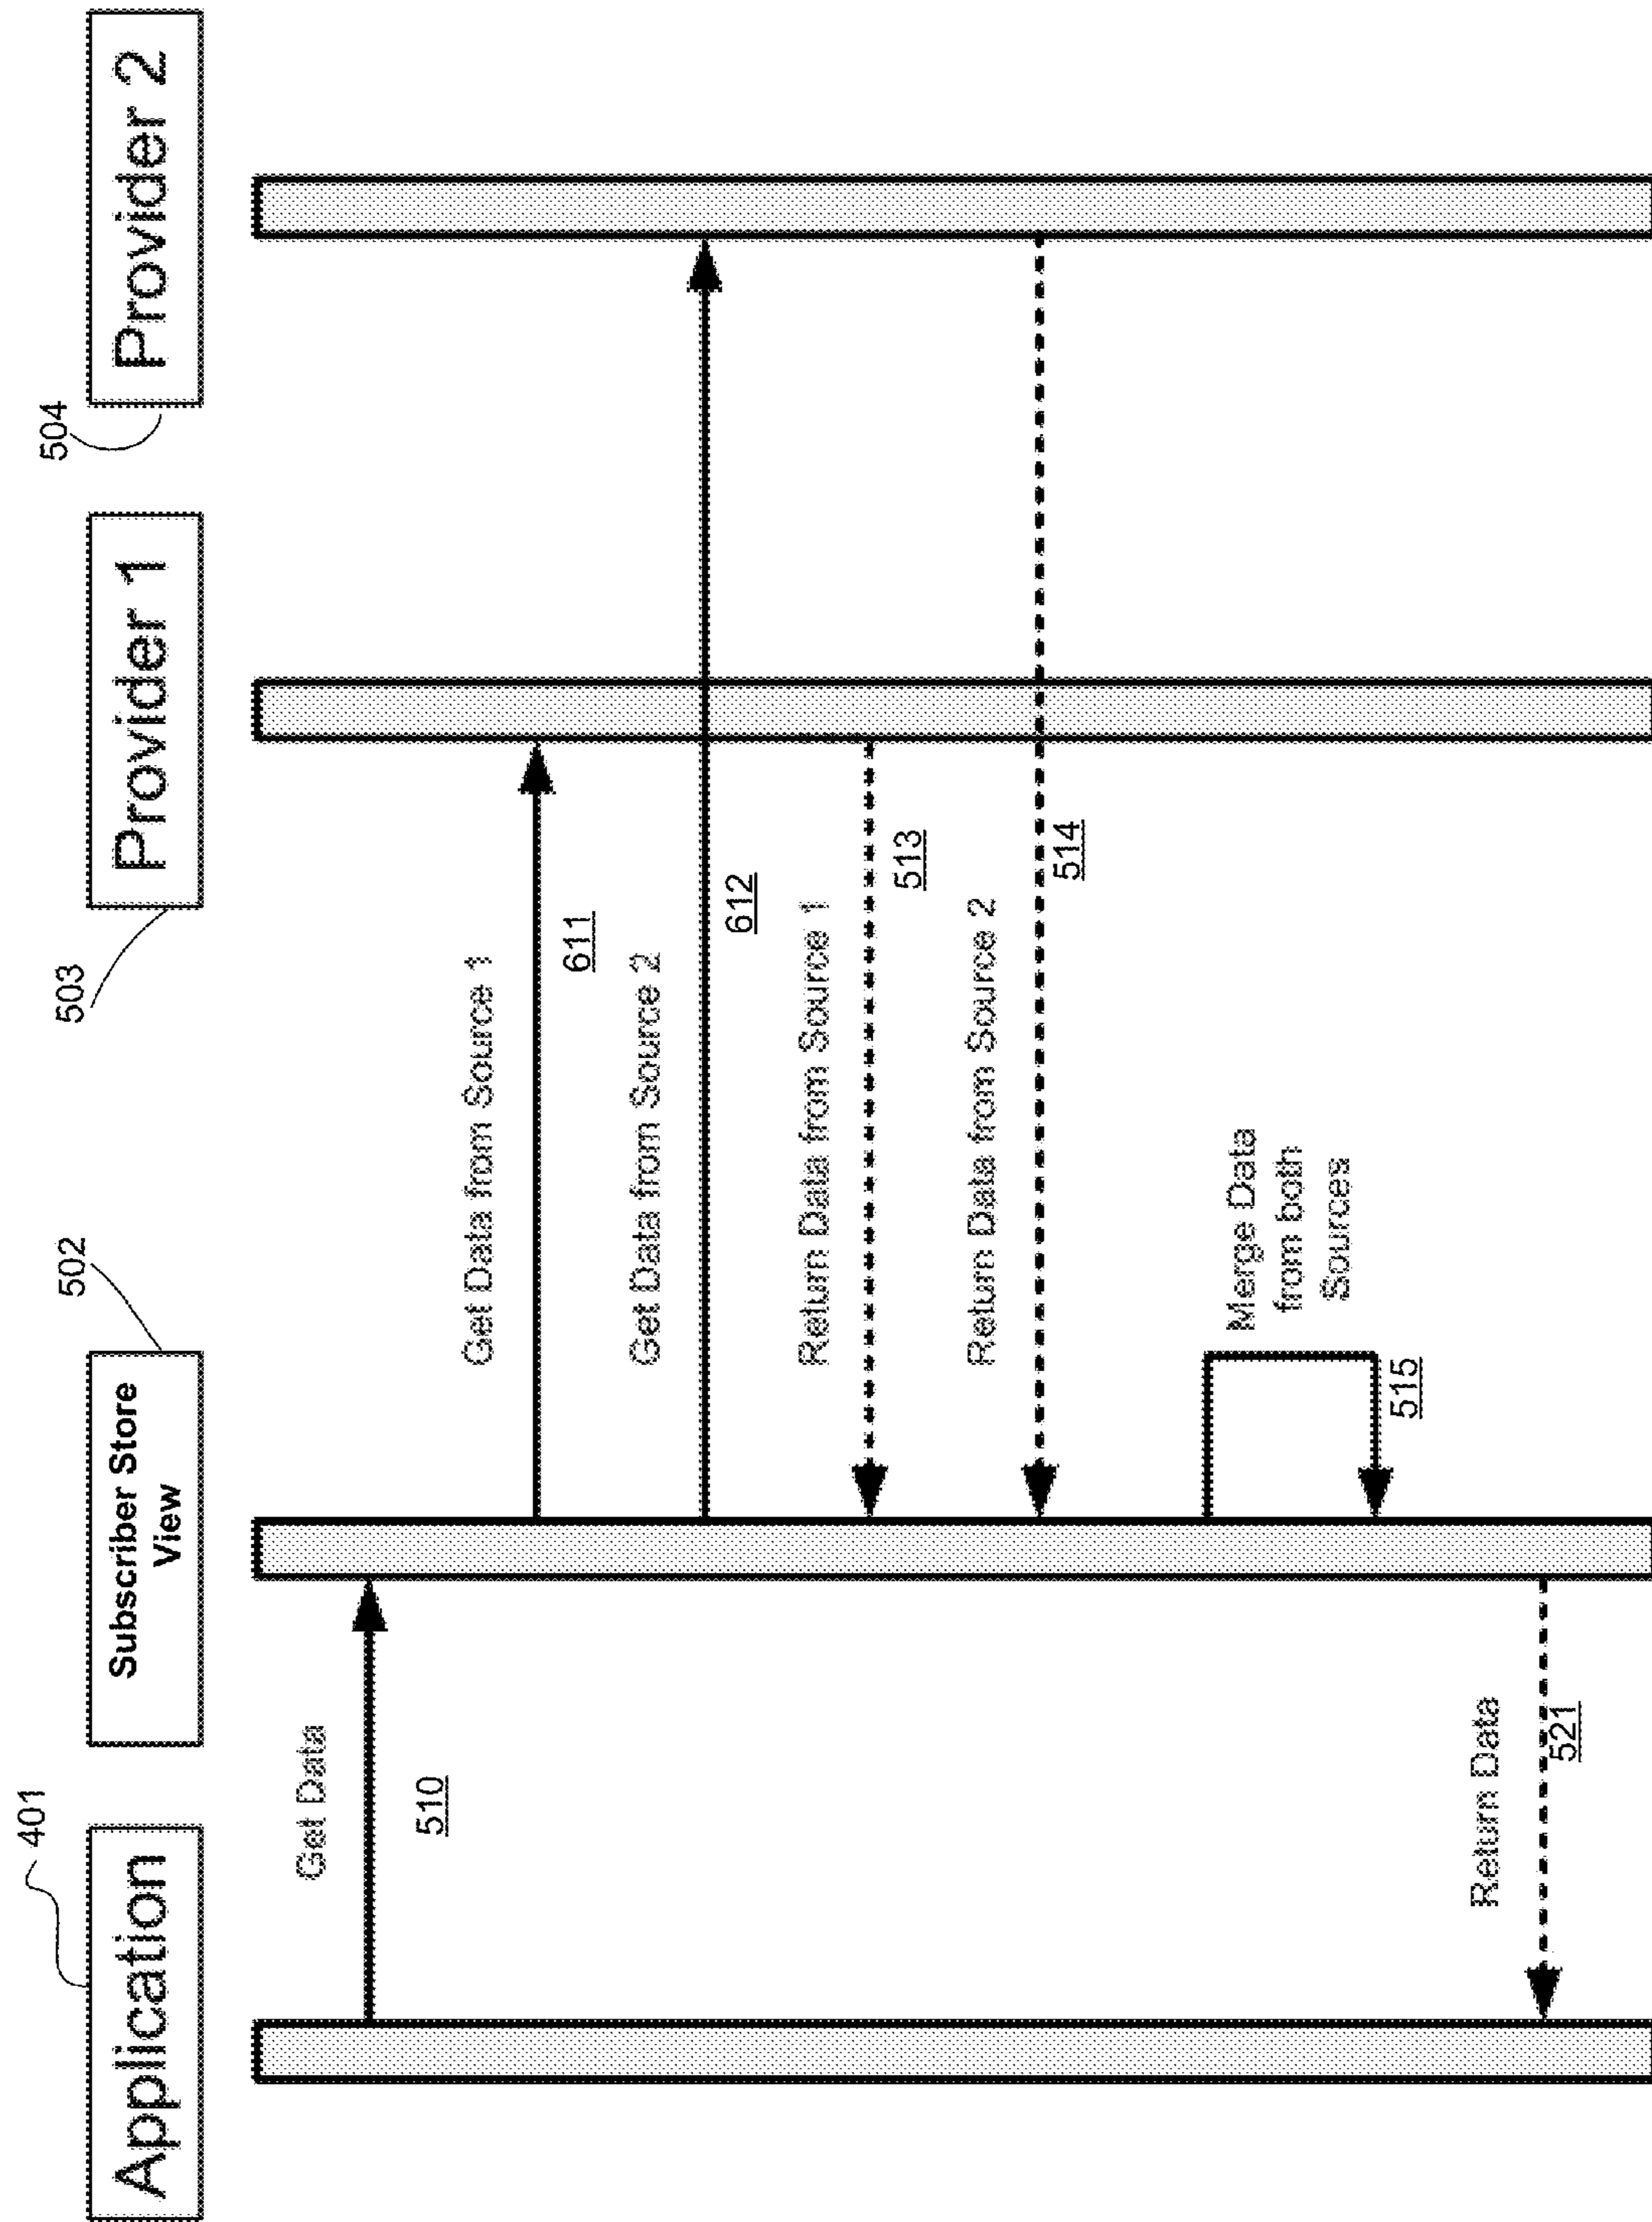 401
Application
502
Subscriber Store
View
503
Provider 1
504
Provider 2
Get Data
510
Get Data from Source 1
611
Get Data from Source 2
612
Return Data from Source 1
513
Return Data from Source 2
514
Merge Data
from both
Sources
515
Return Data
521